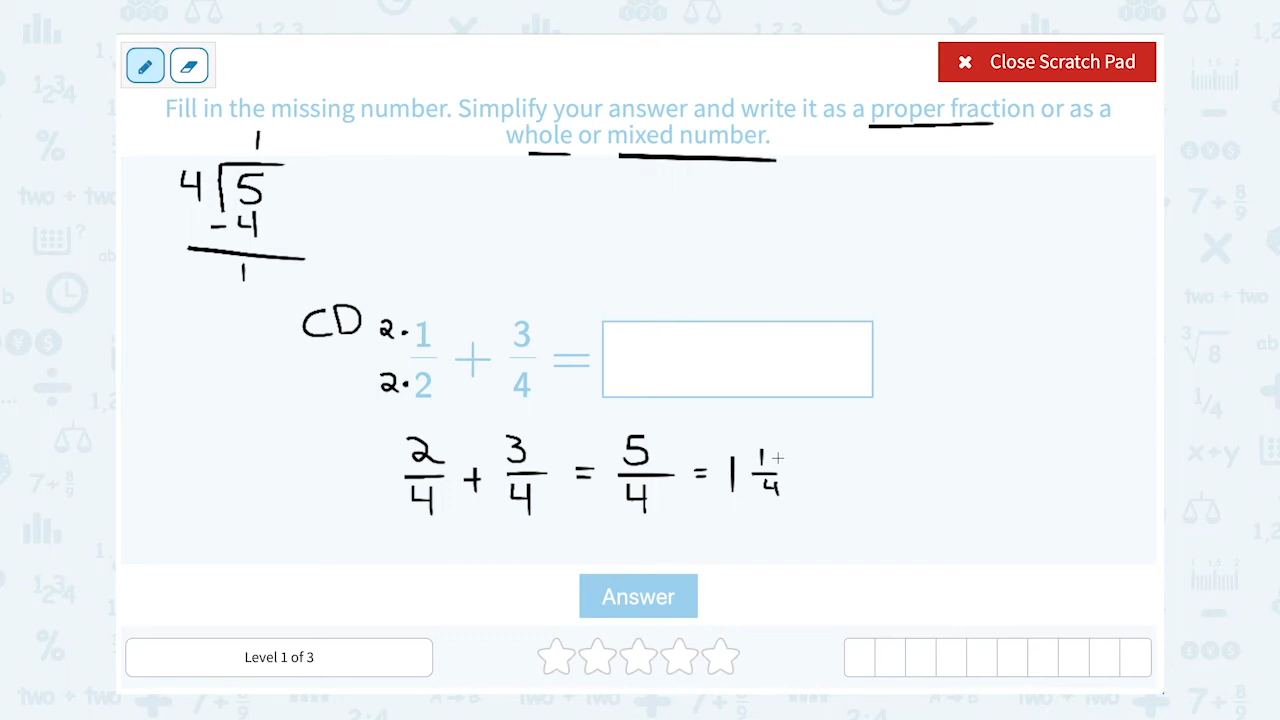 Close Scratch Pad
Fill in the missing number. Simplify your answer and write it as a proper fraction or as a
whole or mixed number.
1
4 5
-4
1
CD 2· 1/2 + 3/4 =
2·
2/4 + 3/4 = 5/4 = 1 1/4
Answer
Level 1 of 3